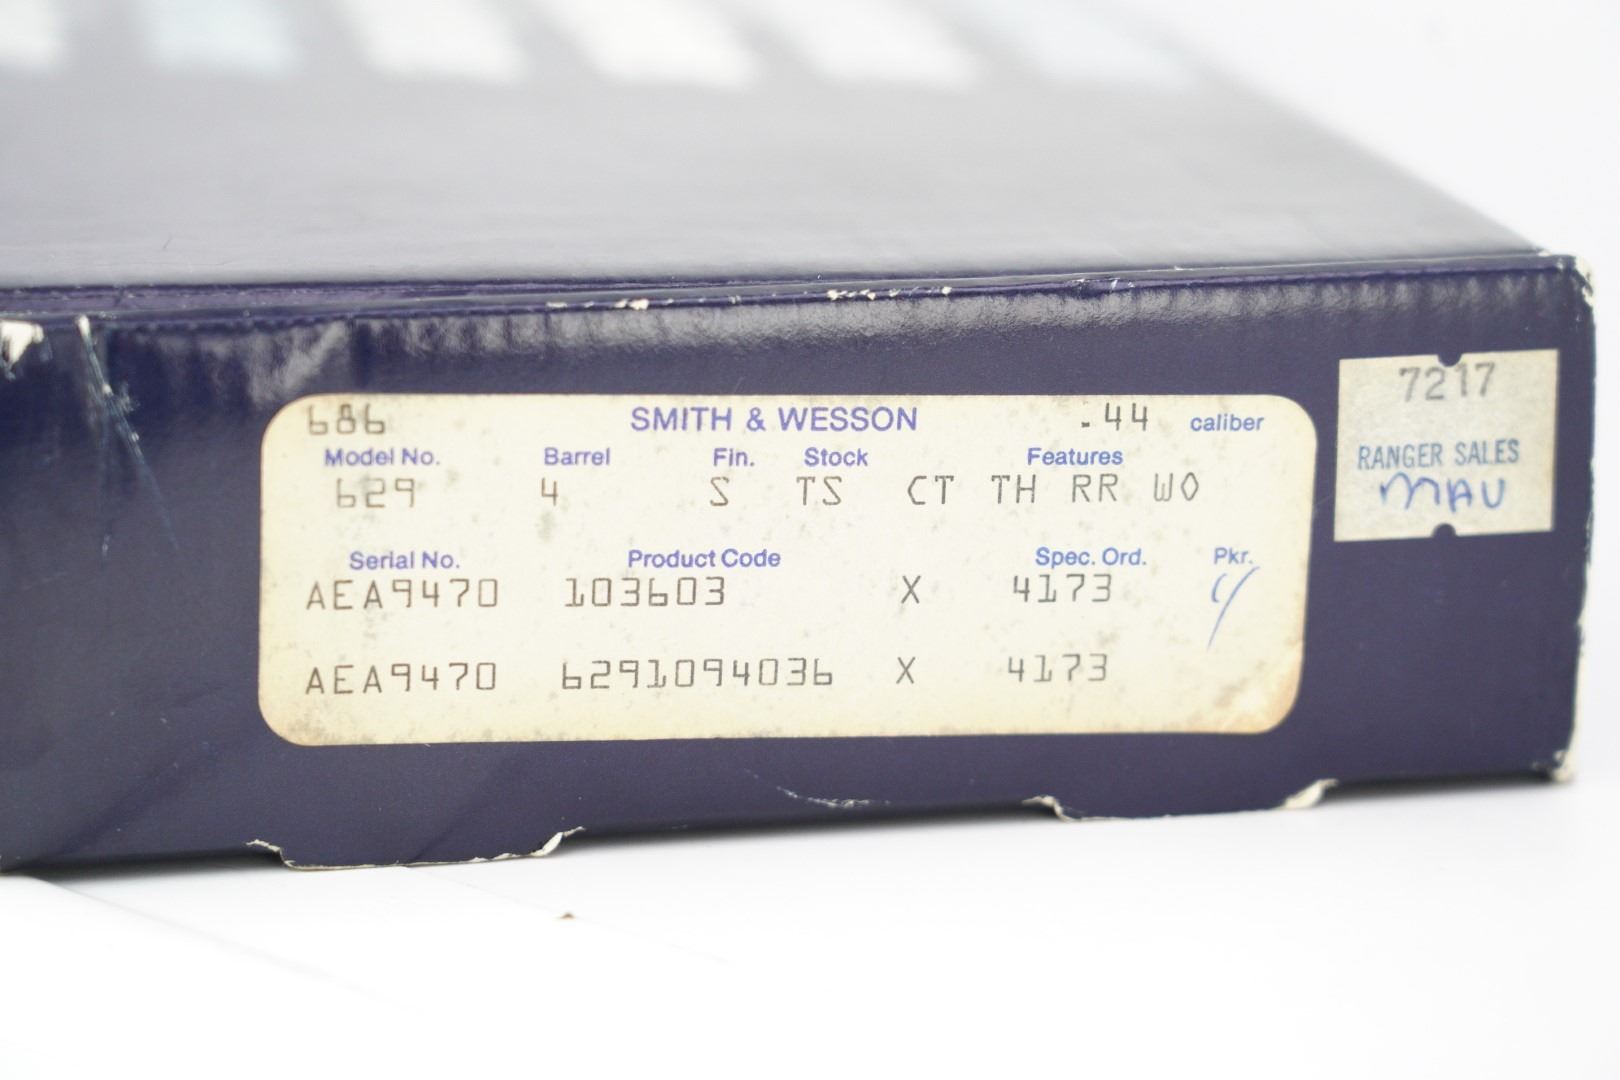 686 SMITH & WESSON .44 caliber
Model No. Barrel Fin. Stock Features
629 4 S TS CT TH RR WO
Serial No. Product Code Spec. Ord. Pkr.
AEA9470 103603 X 4173
AEA9470 6291094036 X 4173
7217
RANGER SALES
MAU